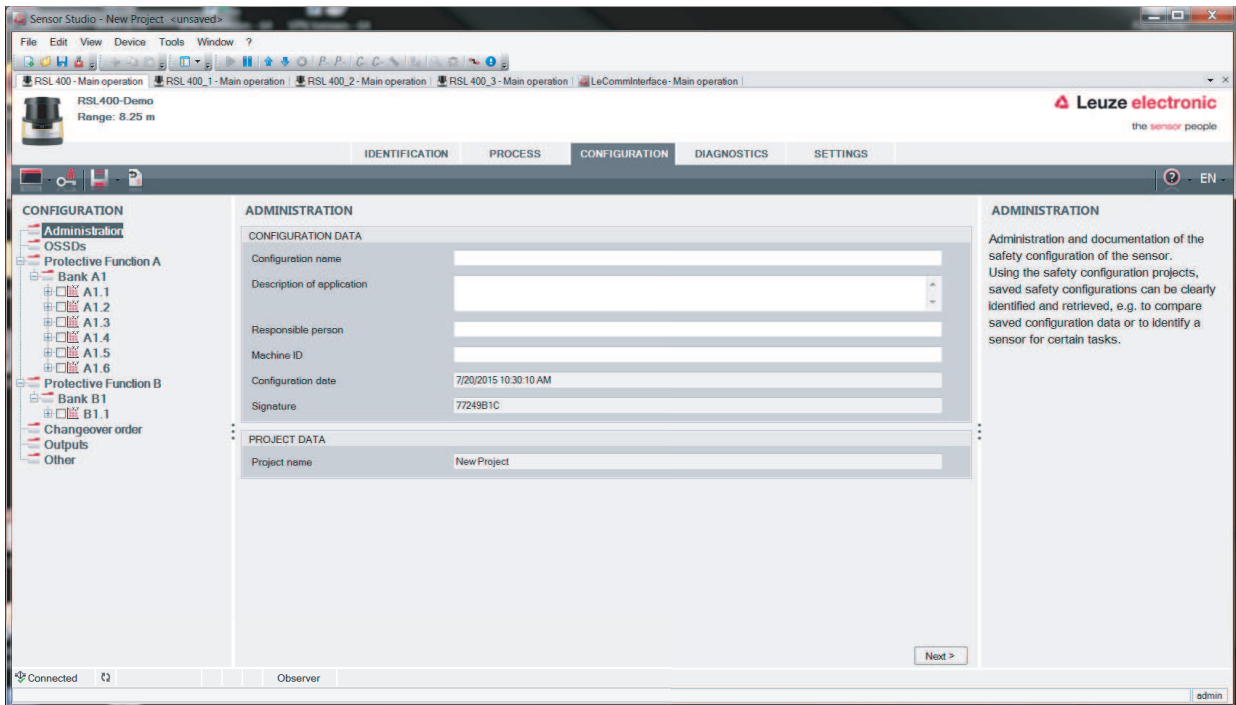 Sensor Studio - New Project <unsaved>
File Edit View Device Tools Window ?
RSL 400 - Main operation RSL 400_1 - Main operation RSL 400_2 - Main operation RSL 400_3 - Main operation LeCommInterface - Main operation
RSL400-Demo
Range: 8.25 m
Leuze electronic
the sensor people
IDENTIFICATION PROCESS CONFIGURATION DIAGNOSTICS SETTINGS
EN
CONFIGURATION
Administration
OSSDs
Protective Function A
Bank A1
A1.1
A1.2
A1.3
A1.4
A1.5
A1.6
Protective Function B
Bank B1
B1.1
Changeover order
Outputs
Other
ADMINISTRATION
CONFIGURATION DATA
Configuration name
Description of application
Responsible person
Machine ID
Configuration date 7/20/2015 10:30:10 AM
Signature 77249B1C
PROJECT DATA
Project name New Project
Next >
ADMINISTRATION
Administration and documentation of the
safety configuration of the sensor.
Using the safety configuration projects,
saved safety configurations can be clearly
identified and retrieved, e.g. to compare
saved configuration data or to identify a
sensor for certain tasks.
Connected Observer
admin